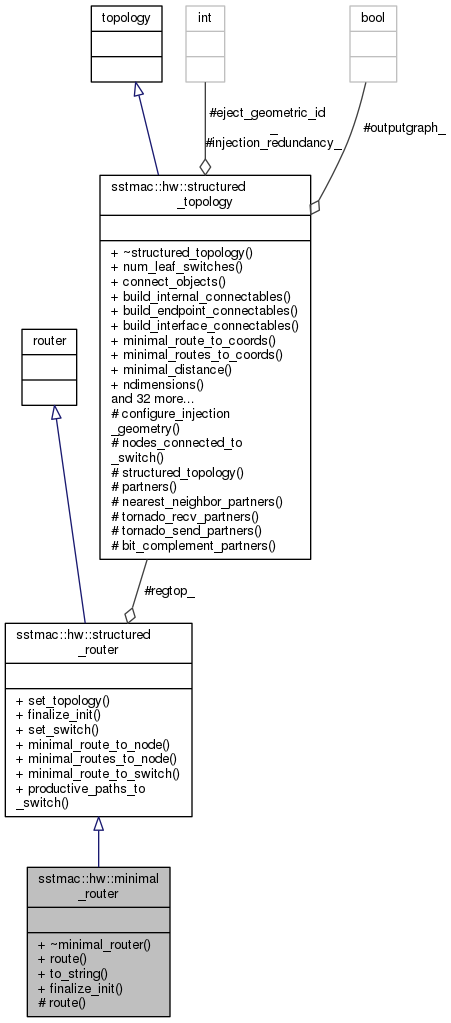 topology
int
bool
#eject_geometric_id
_
#injection_redundancy_
#outputgraph_
sstmac::hw::structured
_topology
+ ~structured_topology()
+ num_leaf_switches()
+ connect_objects()
+ build_internal_connectables()
+ build_endpoint_connectables()
+ build_interface_connectables()
+ minimal_route_to_coords()
+ minimal_routes_to_coords()
+ minimal_distance()
+ ndimensions()
and 32 more...
# configure_injection
_geometry()
# nodes_connected_to
_switch()
# structured_topology()
# partners()
# nearest_neighbor_partners()
# tornado_recv_partners()
# tornado_send_partners()
# bit_complement_partners()
router
#regtop_
sstmac::hw::structured
_router
+ set_topology()
+ finalize_init()
+ set_switch()
+ minimal_route_to_node()
+ minimal_routes_to_node()
+ minimal_route_to_switch()
+ productive_paths_to
_switch()
sstmac::hw::minimal
_router
+ ~minimal_router()
+ route()
+ to_string()
+ finalize_init()
# route()